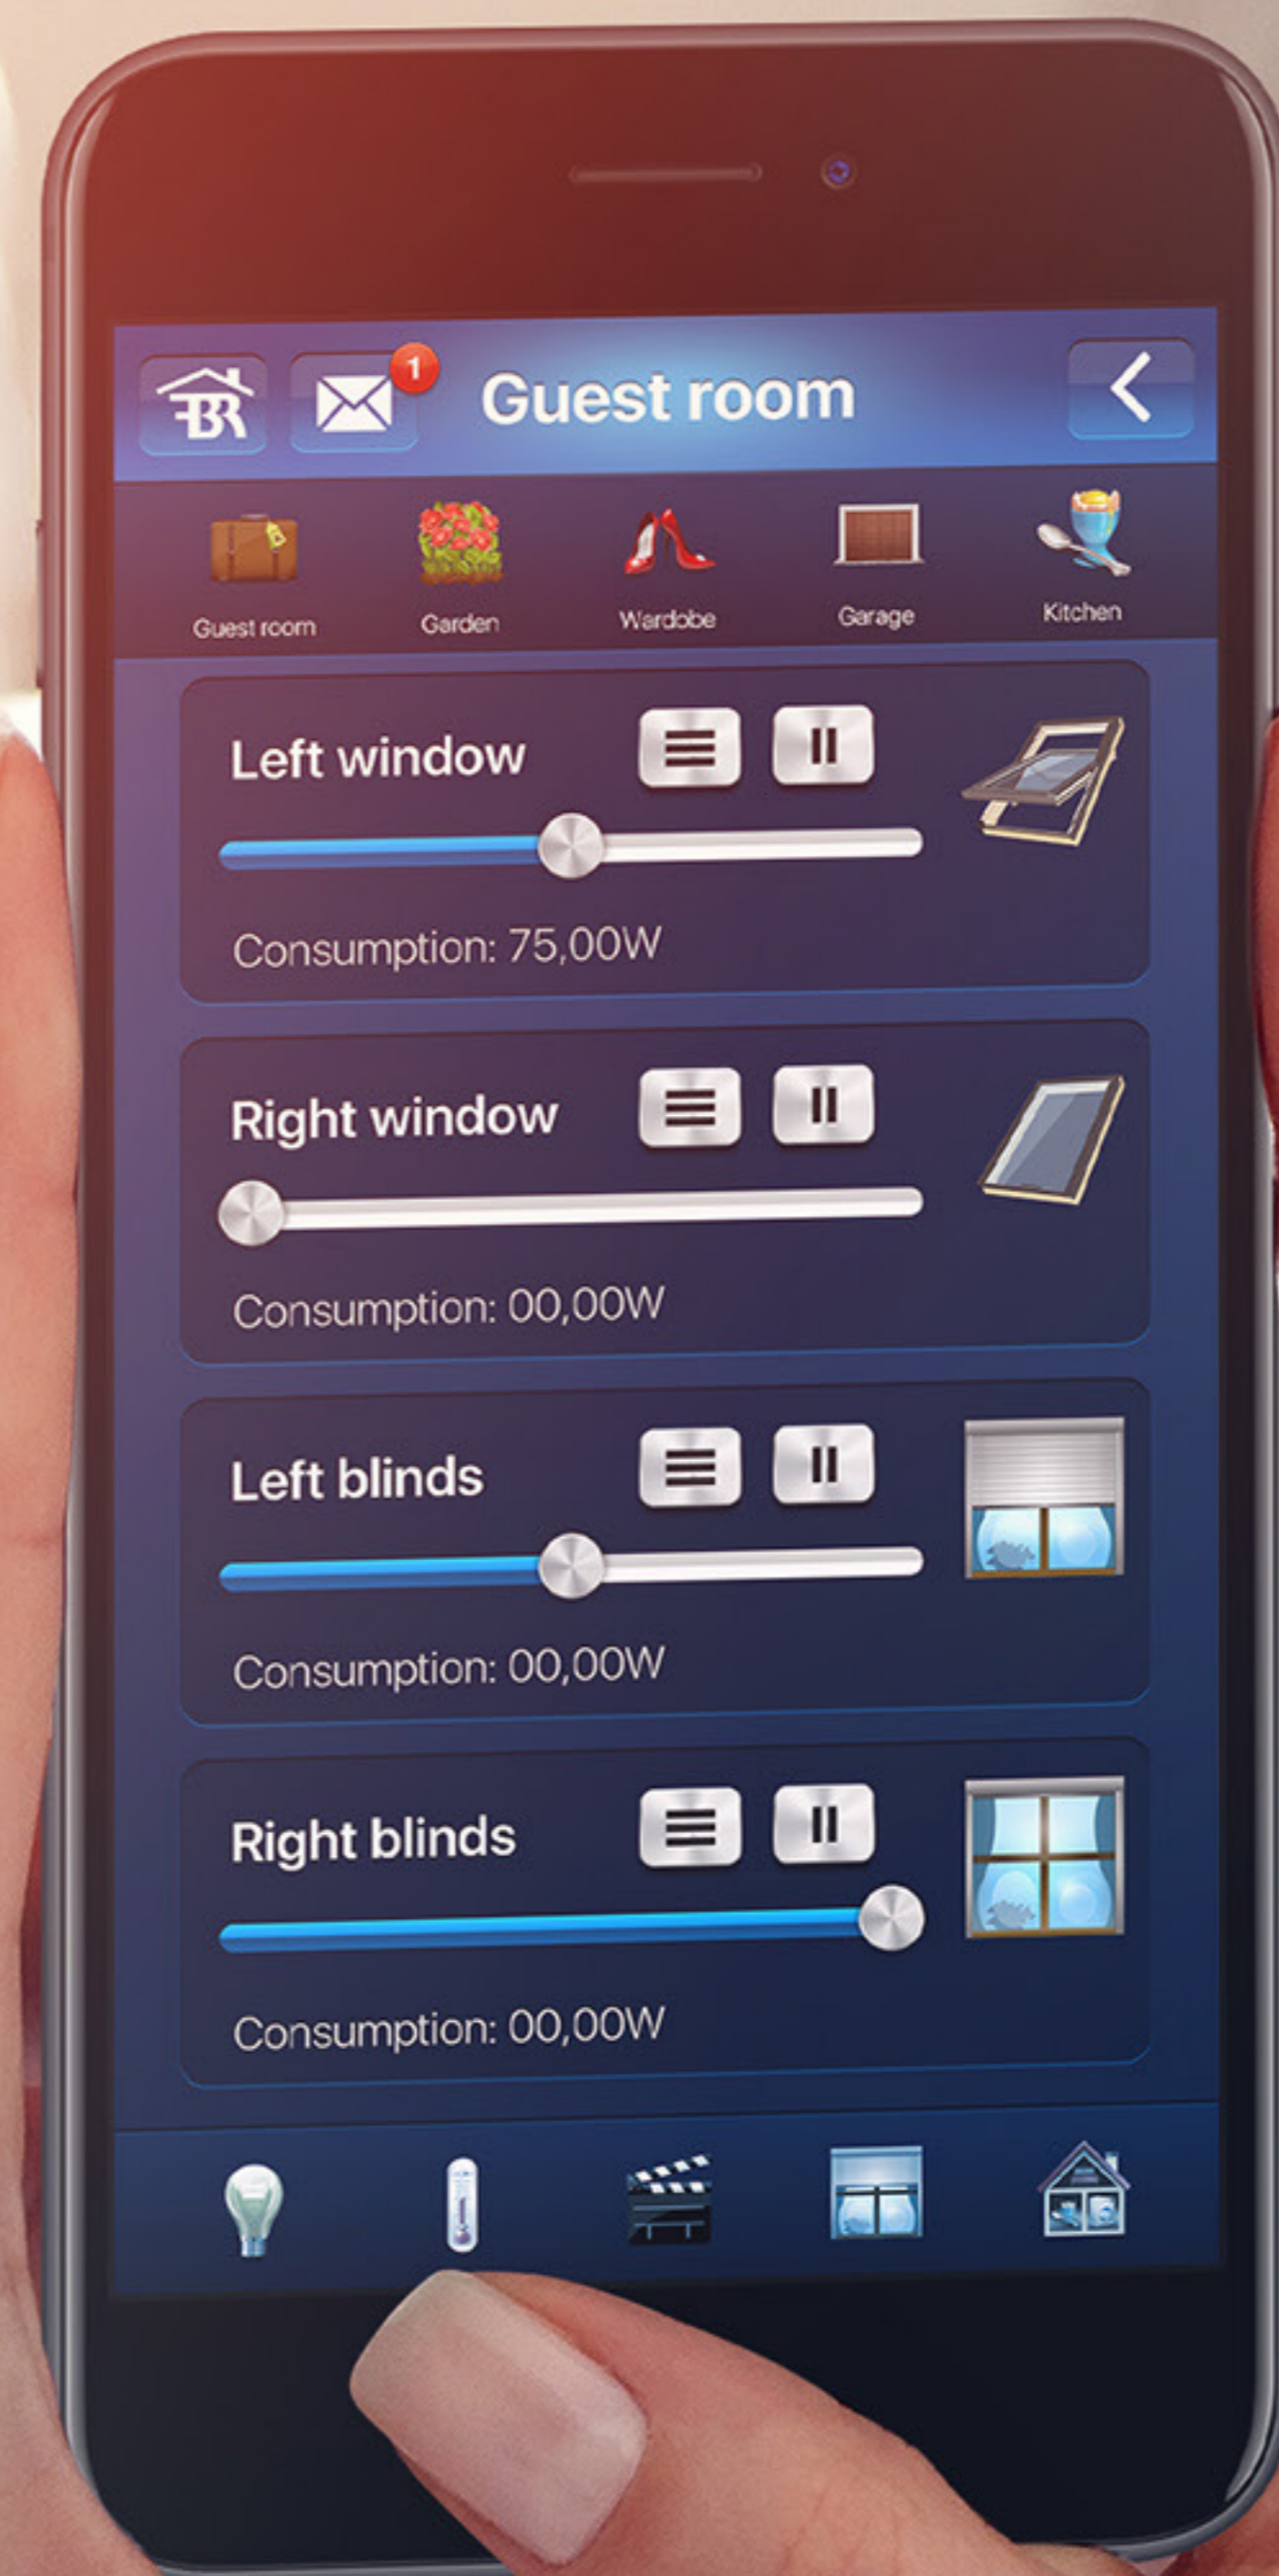 FBR
1
Guest room
Guest room
Garden
Wardobe
Garage
Kitchen
Left window
Consumption: 75,00W
Right window
Consumption: 00,00W
Left blinds
Consumption: 00,00W
Right blinds
Consumption: 00,00W